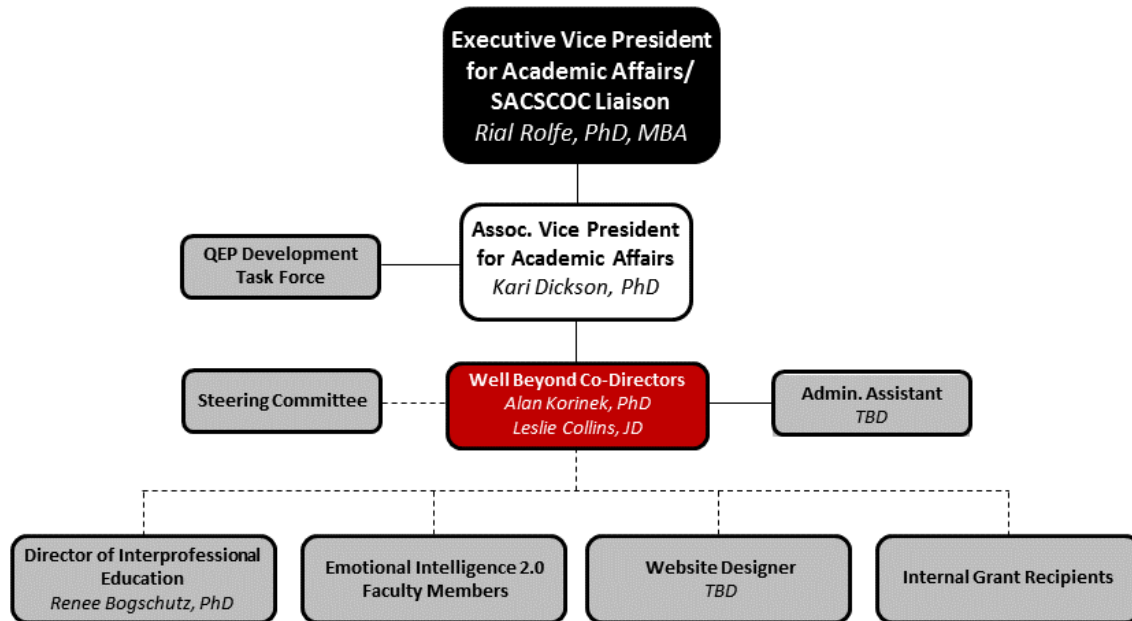 Executive Vice President
for Academic Affairs/
SACSCOC Liaison
Rial Rolfe, PhD, MBA
Assoc. Vice President
for Academic Affairs
Kari Dickson, PhD
QEP Development
Task Force
Steering Committee
Well Beyond Co-Directors
Alan Korinek, PhD
Leslie Collins, JD
Admin. Assistant
TBD
Director of Interprofessional
Education
Renee Bogschutz, PhD
Emotional Intelligence 2.0
Faculty Members
Website Designer
TBD
Internal Grant Recipients